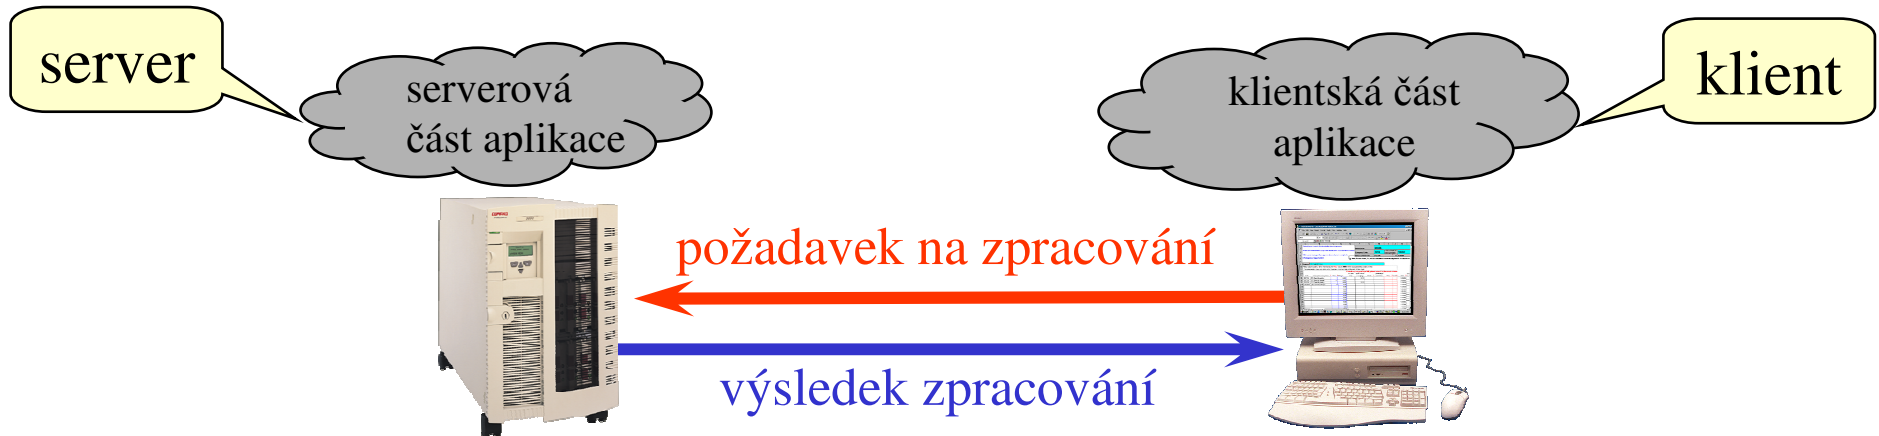 server
serverová
část aplikace
klientská část
aplikace
klient
požadavek na zpracování
výsledek zpracování